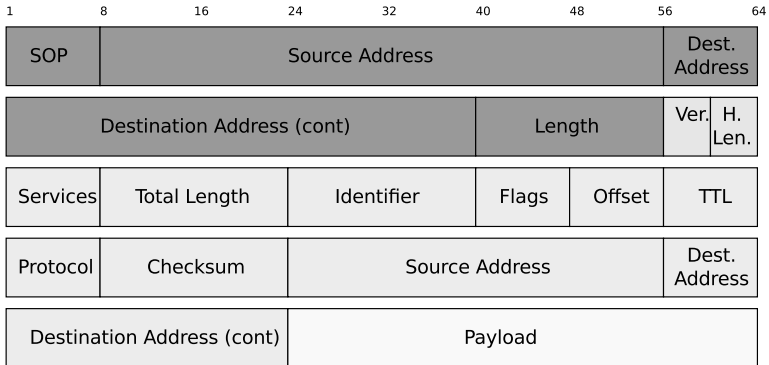 1 8 16 24 32 40 48 56 64
SOP Source Address Dest.
Address
Destination Address (cont) Length Ver. H.
Len.
Services Total Length Identifier Flags Offset TTL
Protocol Checksum Source Address Dest.
Address
Destination Address (cont) Payload